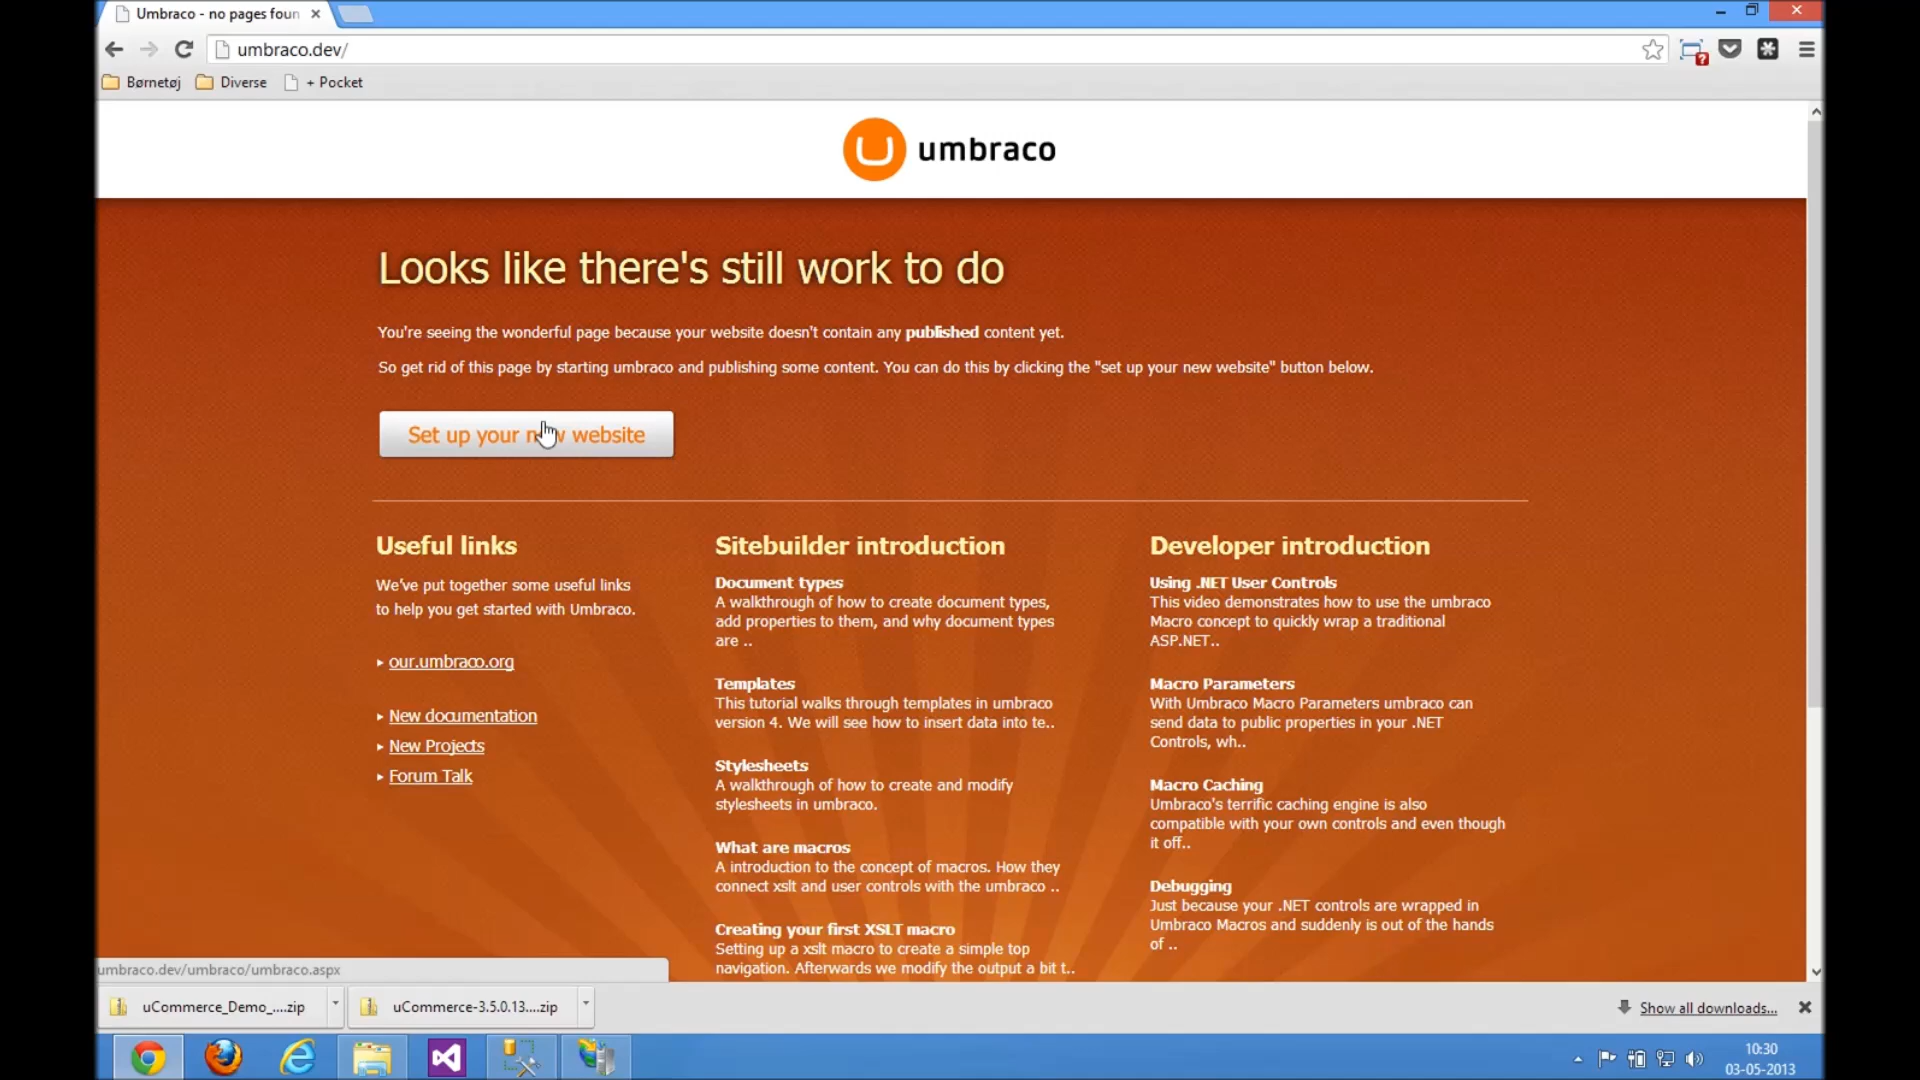 Umbraco - no pages foun
umbraco.dev/
Børnetøj
Diverse
+ Pocket
umbraco
Looks like there's still work to do
You're seeing the wonderful page because your website doesn't contain any published content yet.
So get rid of this page by starting umbraco and publishing some content. You can do this by clicking the "set up your new website" button below.
Set up your new website
Useful links
We've put together some useful links
to help you get started with Umbraco.
our.umbraco.org
New documentation
New Projects
Forum Talk
Sitebuilder introduction
Document types
A walkthrough of how to create document types,
add properties to them, and why document types
are ..
Templates
This tutorial walks through templates in umbraco
version 4. We will see how to insert data into te..
Stylesheets
A walkthrough of how to create and modify
stylesheets in umbraco.
What are macros
A introduction to the concept of macros. How they
connect xslt and user controls with the umbraco ..
Creating your first XSLT macro
Setting up a xslt macro to create a simple top
navigation. Afterwards we modify the output a bit t..
Developer introduction
Using .NET User Controls
This video demonstrates how to use the umbraco
Macro concept to quickly wrap a traditional
ASP.NET..
Macro Parameters
With Umbraco Macro Parameters umbraco can
send data to public properties in your .NET
Controls, wh..
Macro Caching
Umbraco's terrific caching engine is also
compatible with your own controls and even though
it off..
Debugging
Just because your .NET controls are wrapped in
Umbraco Macros and suddenly is out of the hands
of ..
umbraco.dev/umbraco/umbraco.aspx
uCommerce_Demo_....zip
uCommerce-3.5.0.13....zip
Show all downloads...
10:30
03-05-2013